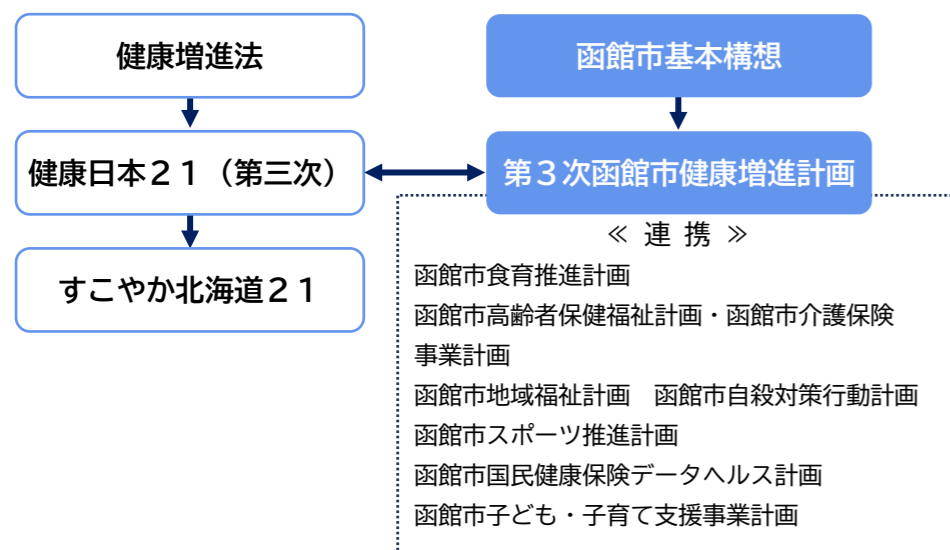 健康増進法
函館市基本構想
健康日本２１（第三次）
第３次函館市健康増進計画
すこやか北海道２１
≪ 連 携 ≫
函館市食育推進計画
函館市高齢者保健福祉計画・函館市介護保険
事業計画
函館市地域福祉計画　函館市自殺対策行動計画
函館市スポーツ推進計画
函館市国民健康保険データヘルス計画
函館市子ども・子育て支援事業計画